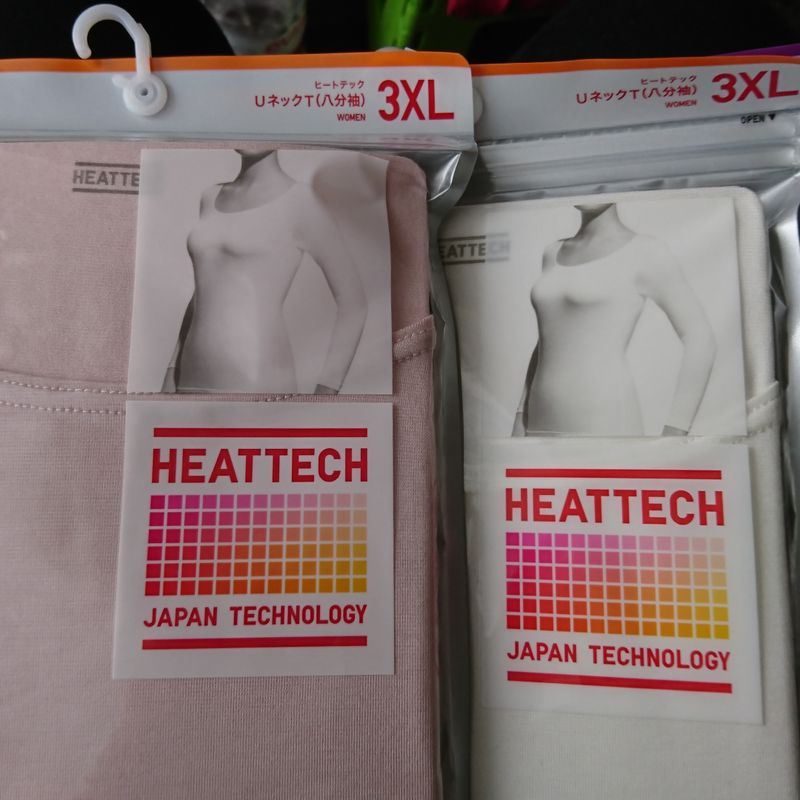 ヒートテック
UネックT(八分袖)
WOMEN
3XL
HEATTE
HEATTECH
JAPAN TECHNOLOGY
ヒートテック
UネックT(八分袖)
WOMEN
3XL
OPEN ▼
EATTECH
HEATTECH
JAPAN TECHNOLOGY